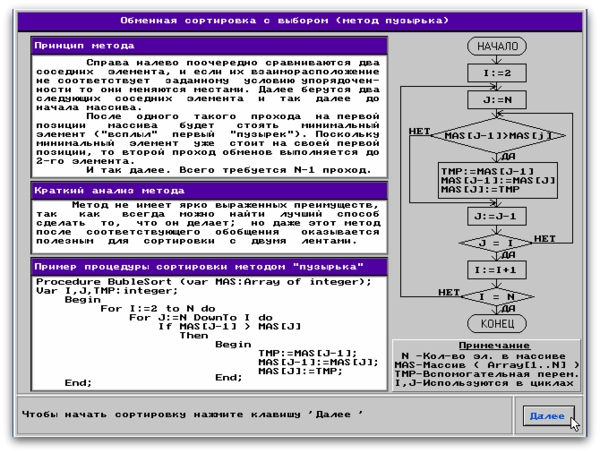 Обменная сортировка с выбором (метод пузырька)
Принцип метода
Справа налево поочередно сравниваются два
соседних элемента, и если их взаиморасположение
не соответствует заданному условию упорядочен-
ности то они меняются местами. Далее берутся два
следующих соседних элемента и так далее до
начала массива.
После одного такого прохода на первой
позиции массива будет стоять минимальный
элемент ("всплыл" первый "пузырек"). Поскольку
минимальный элемент уже стоит на своей первой
позиции, то второй проход обменов выполняется до
2-го элемента.
И так далее. Всего требуется N-1 проход.
Краткий анализ метода
Метод не имеет ярко выраженных преимуществ,
так как всегда можно найти лучший способ
сделать то, что он делает; но даже этот метод
после соответствующего обобщения оказывается
полезным для сортировки с двумя лентами.
Пример процедуры сортировки методом "пузырька"
Procedure BubleSort (var MAS:Array of integer);
Var I,J,TMP:integer;
Begin
For I:=2 to N do
For J:=N DownTo I do
If MAS[J-1] > MAS[J]
Then
Begin
TMP:=MAS[J-1];
MAS[J-1]:=MAS[J];
MAS[J]:=TMP;
End;
End;
НАЧАЛО
I:=2
J:=N
НЕТ
MAS[J-1]>MAS[j]
ДА
TMP:=MAS[J-1]
MAS[J-1]:=MAS[J]
MAS[J]:=TMP
J:=J-1
J = I
НЕТ
ДА
I:=I+1
НЕТ
I = N
ДА
КОНЕЦ
Примечание
N -Кол-во эл. в массиве
MAS-Массив ( Array[1..N] )
TMP-Вспомогательная перем.
I,J-Используются в циклах
Чтобы начать сортировку нажмите клавишу 'Далее '
Далее